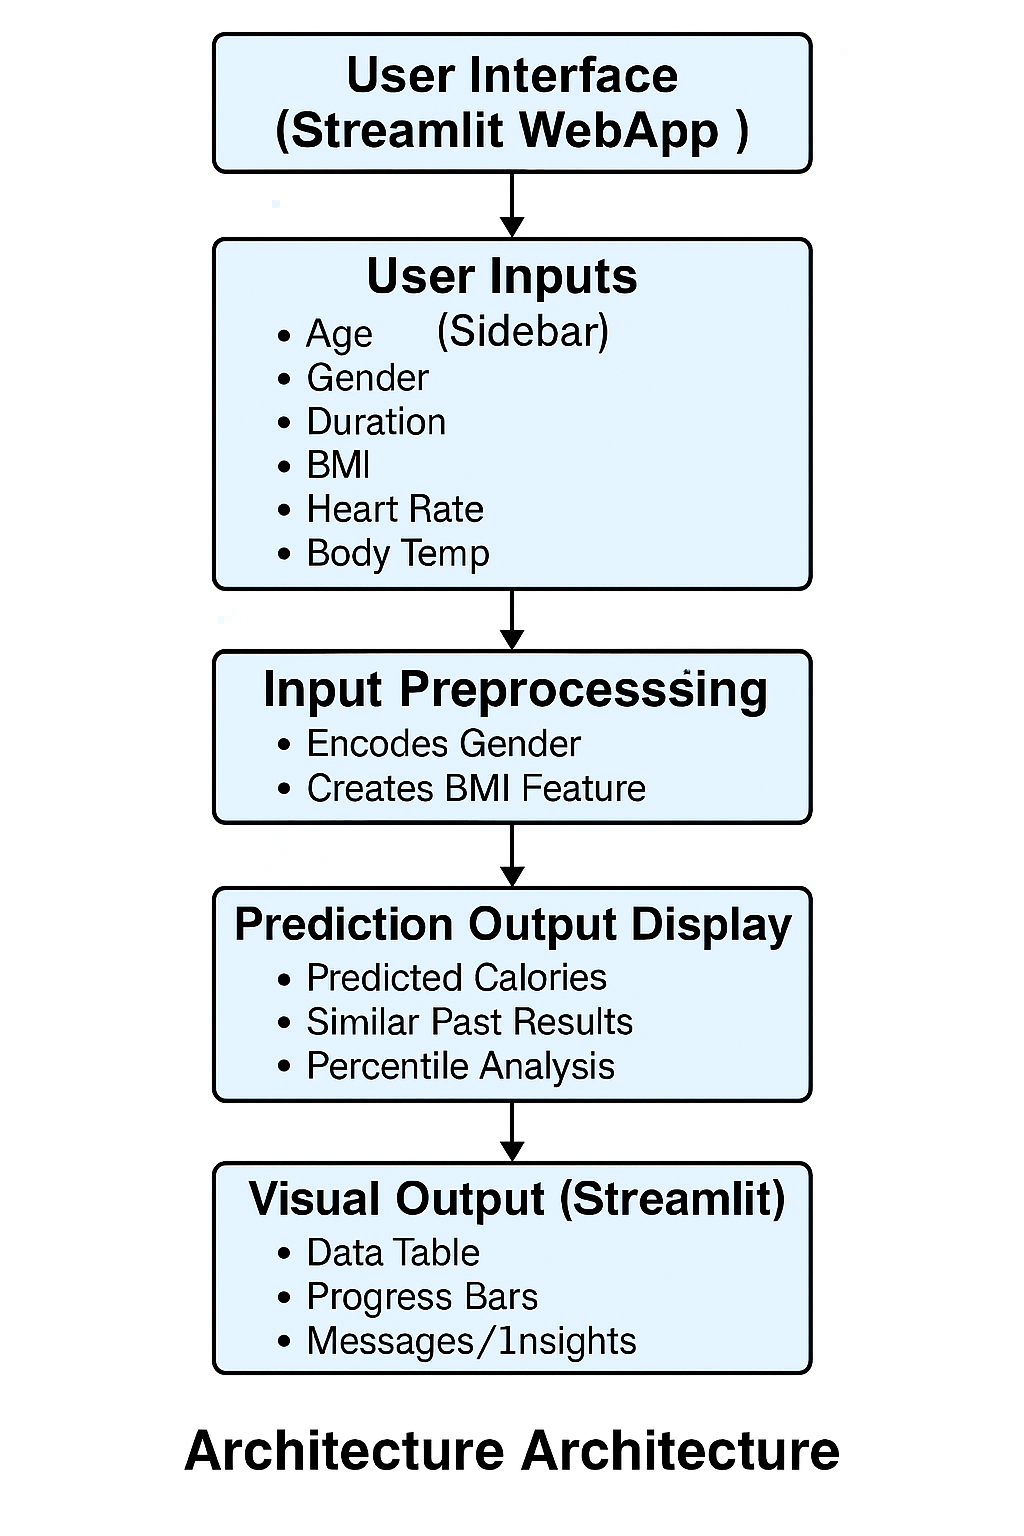 User Interface
(Streamlit WebApp )
User Inputs
(Sidebar)
• Age
• Gender
• Duration
• BMI
• Heart Rate
• Body Temp
Input Preprocesssing
• Encodes Gender
• Creates BMI Feature
Prediction Output Display
• Predicted Calories
• Similar Past Results
• Percentile Analysis
Visual Output (Streamlit)
• Data Table
• Progress Bars
• Messages/1nsights
Architecture Architecture